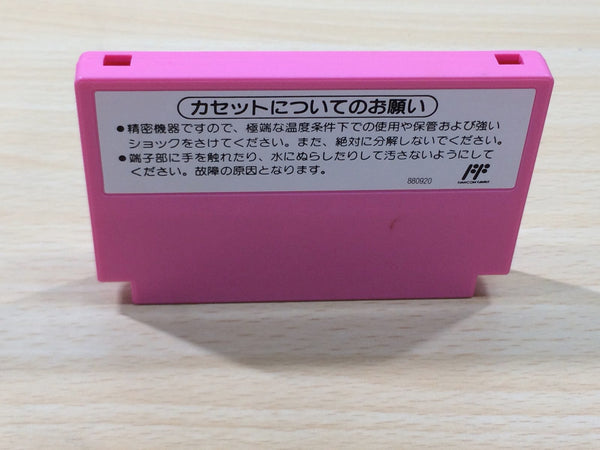 カセットについてのお願い
●精密機器ですので、極端な温度条件下での使用や保管および強い
ショックをさけてください。また、絶対に分解しないでください。
●端子部に手を触れたり、水にぬらしたりして汚さないようにして
ください。故障の原因となります。
880920